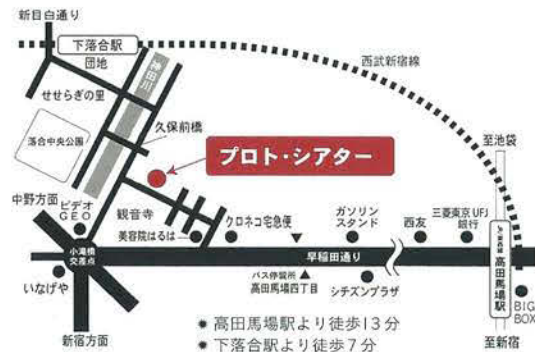 新目白通り
下落合駅
団地
せせらぎの里
神田川
西武新宿線
久保前橋
落合中央公園
プロト・シアター
至池袋
中野方面
ビデオ
GEO
観音寺
美容院はるは
クロネコ宅急便
ガソリン
スタンド
西友
三菱東京UFJ
銀行
小滝橋
交差点
早稲田通り
JR山手線
高田馬場駅
いなげや
バス停留所
高田馬場四丁目
シチズンプラザ
BIG
BOX
新宿方面
至新宿
＊高田馬場駅より徒歩13分
＊下落合駅より徒歩7分